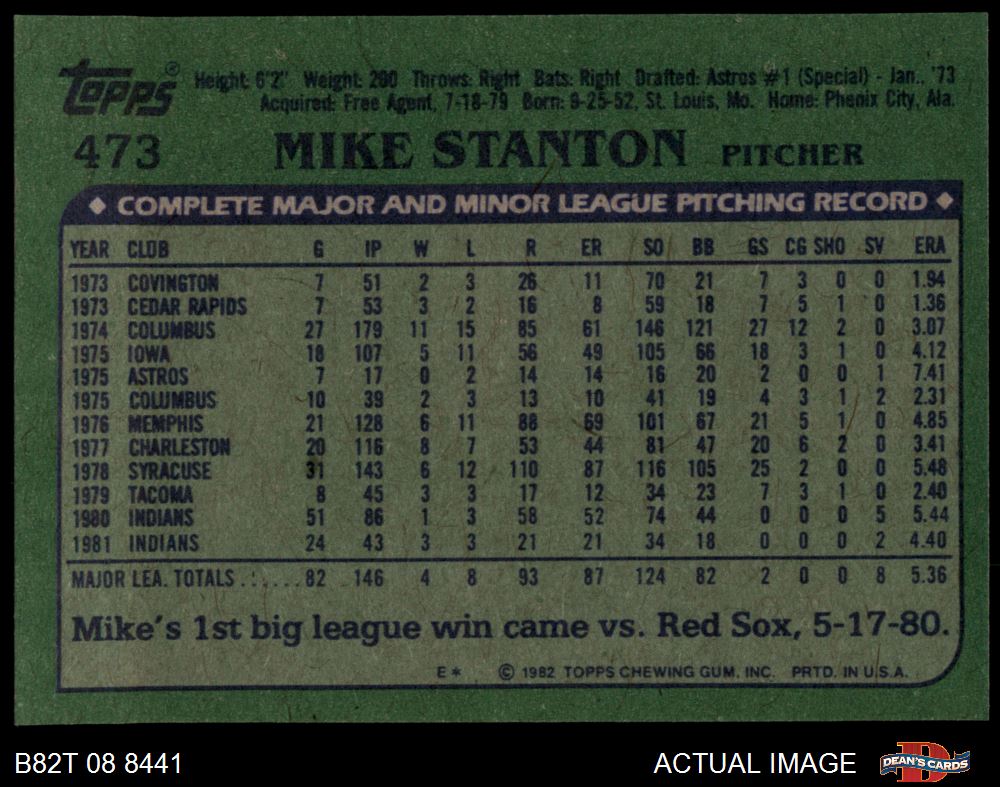 Topps® Height: 6'2" Weight: 200 Throws: Right Bats: Right Drafted: Astros #1 (Special) - Jan., '73
Acquired: Free Agent, 7-18-79 Born: 9-25-52, St. Louis, Mo. Home: Phenix City, Ala.
473 MIKE STANTON PITCHER
◆ COMPLETE MAJOR AND MINOR LEAGUE PITCHING RECORD ◆
YEAR CLUB G IP W L R ER SO BB GS CG SHO SV ERA
1973 COVINGTON 7 51 2 3 26 11 70 21 7 3 0 0 1.94
1973 CEDAR RAPIDS 7 53 3 2 16 8 59 18 7 5 1 0 1.36
1974 COLUMBUS 27 179 11 15 85 61 146 121 27 12 2 0 3.07
1975 IOWA 18 107 5 11 56 49 105 66 18 3 1 0 4.12
1975 ASTROS 7 17 0 2 14 14 16 20 2 0 0 1 7.41
1975 COLUMBUS 10 39 2 3 13 10 41 19 4 3 1 2 2.31
1976 MEMPHIS 21 128 6 11 88 69 101 67 21 5 1 0 4.85
1977 CHARLESTON 20 116 8 7 53 44 81 47 20 6 2 0 3.41
1978 SYRACUSE 31 143 6 12 110 87 116 105 25 2 0 0 5.48
1979 TACOMA 8 45 3 3 17 12 34 23 7 3 1 0 2.40
1980 INDIANS 51 86 1 3 58 52 74 44 0 0 0 5 5.44
1981 INDIANS 24 43 3 3 21 21 34 18 0 0 0 2 4.40
MAJOR LEA. TOTALS ........ 82 146 4 8 93 87 124 82 2 0 0 8 5.36
Mike's 1st big league win came vs. Red Sox, 5-17-80.
E* © 1982 TOPPS CHEWING GUM, INC. PRTD. IN U.S.A.
B82T 08 8441 ACTUAL IMAGE DEAN'S CARDS